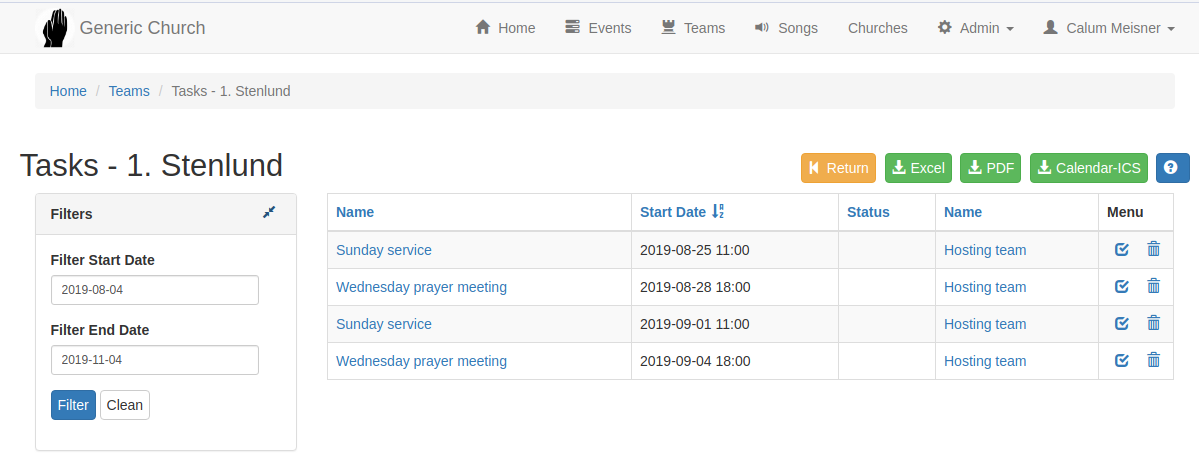 Generic Church Home Events Teams Songs Churches Admin Calum Meisner
Home / Teams / Tasks - 1. Stenlund
Tasks - 1. Stenlund
Return Excel PDF Calendar-ICS
Filters
Filter Start Date
2019-08-04
Filter End Date
2019-11-04
Filter Clean
Name Start Date Status Name Menu
Sunday service 2019-08-25 11:00 Hosting team
Wednesday prayer meeting 2019-08-28 18:00 Hosting team
Sunday service 2019-09-01 11:00 Hosting team
Wednesday prayer meeting 2019-09-04 18:00 Hosting team